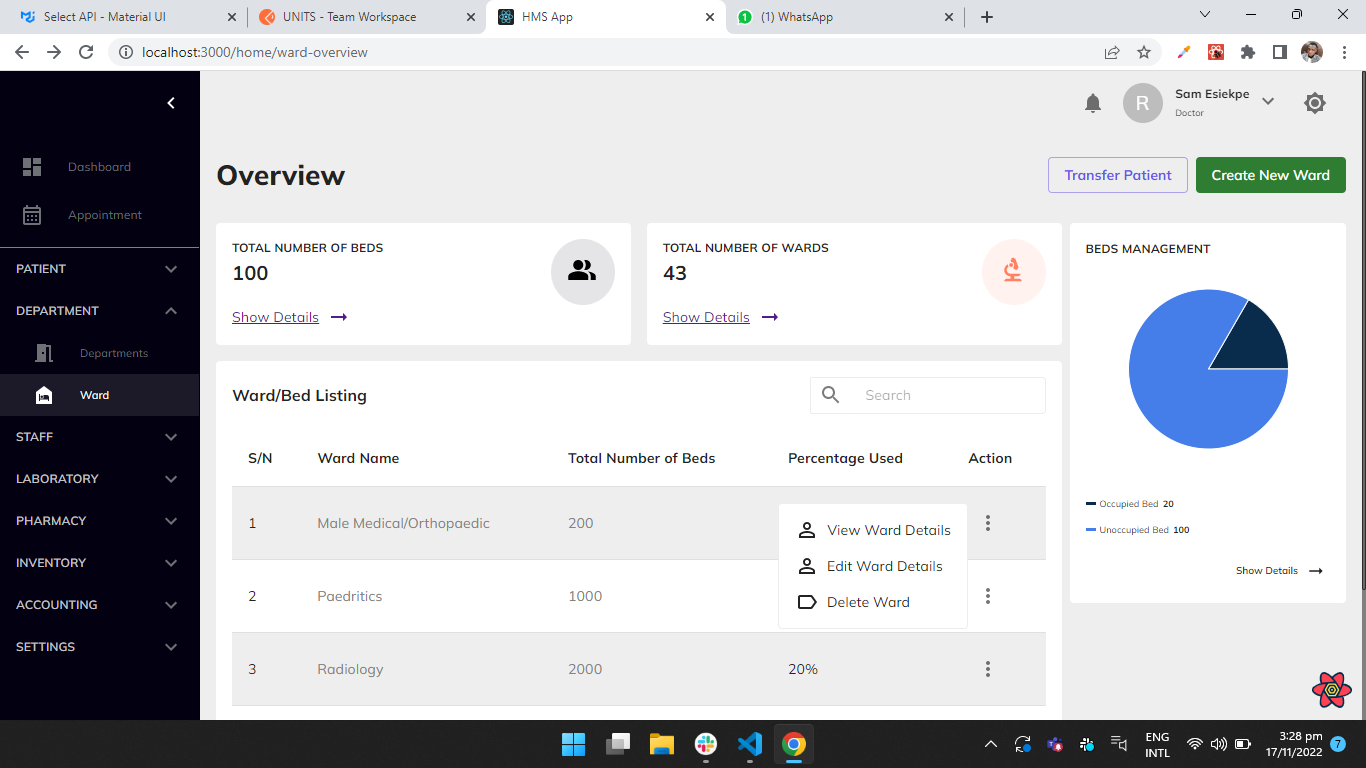 Select API - Material UI
UNITS - Team Workspace
HMS App
(1) WhatsApp
localhost:3000/home/ward-overview
Dashboard
Appointment
PATIENT
DEPARTMENT
Departments
Ward
STAFF
LABORATORY
PHARMACY
INVENTORY
ACCOUNTING
SETTINGS
R
Sam Esiekpe
Doctor
Overview
Transfer Patient
Create New Ward
TOTAL NUMBER OF BEDS
100
Show Details
TOTAL NUMBER OF WARDS
43
Show Details
BEDS MANAGEMENT
Occupied Bed 20
Unoccupied Bed 100
Show Details
Ward/Bed Listing
Search
S/N Ward Name Total Number of Beds Percentage Used Action
1 Male Medical/Orthopaedic 200
2 Paedritics 1000
3 Radiology 2000 20%
View Ward Details
Edit Ward Details
Delete Ward
ENG
INTL
3:28 pm
17/11/2022
7